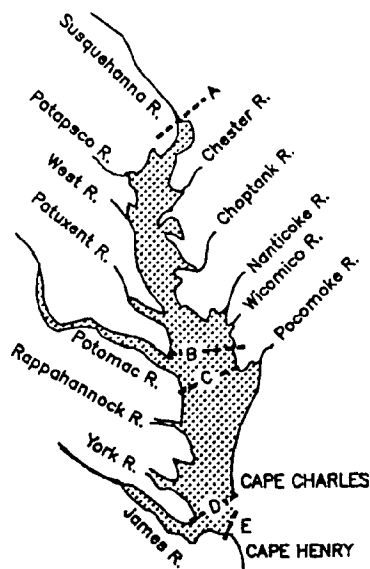 Susquehanna R.
A
Patapsco R.
Chester R.
West R.
Choptank R.
Patuxent R.
Nanticoke R.
Wicomico R.
Pocomoke R.
B
Potomac R.
C
Rappahannock R.
York R.
CAPE CHARLES
D
E
James R.
CAPE HENRY